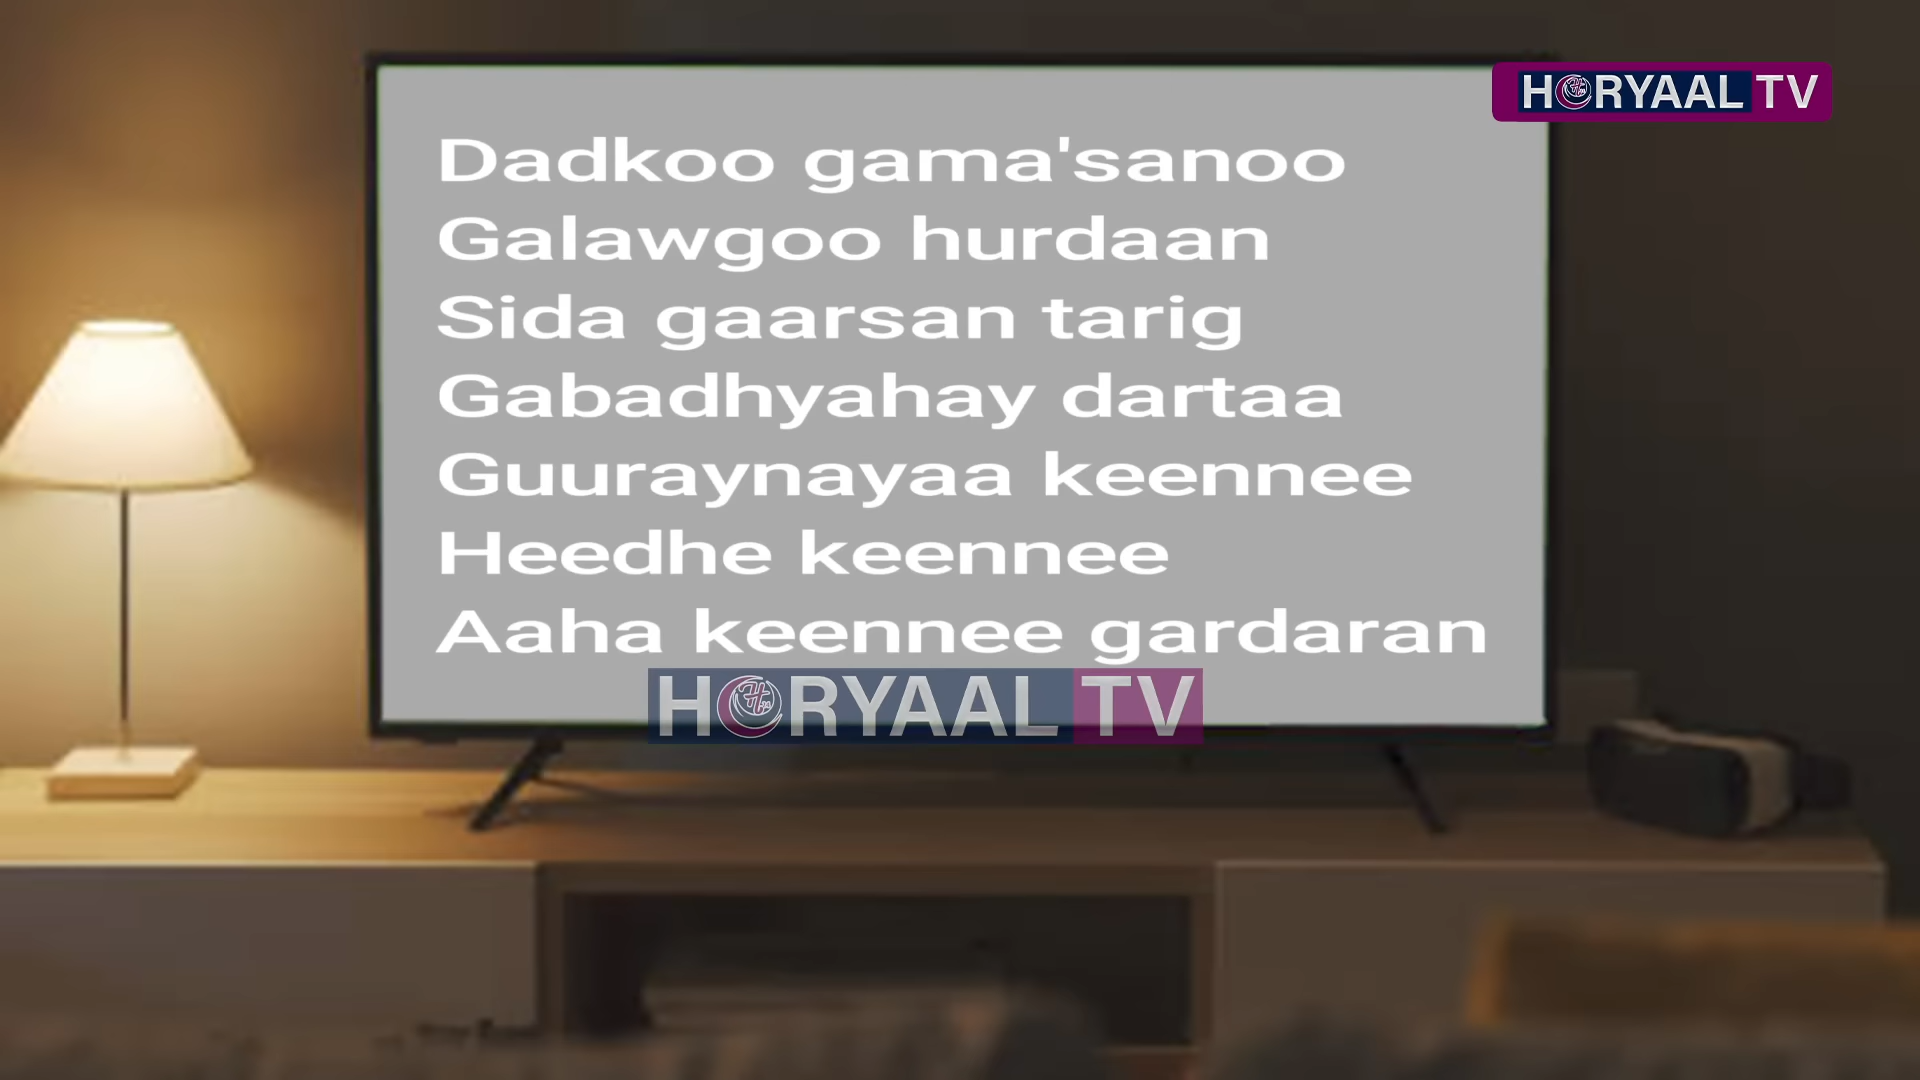 HORYAAL TV
Dadkoo gama'sanoo
Galawgoo hurdaan
Sida gaarsan tarig
Gabadhyahay dartaa
Guuraynayaa keennee
Heedhe keennee
Aaha keennee gardaran
HORYAAL TV